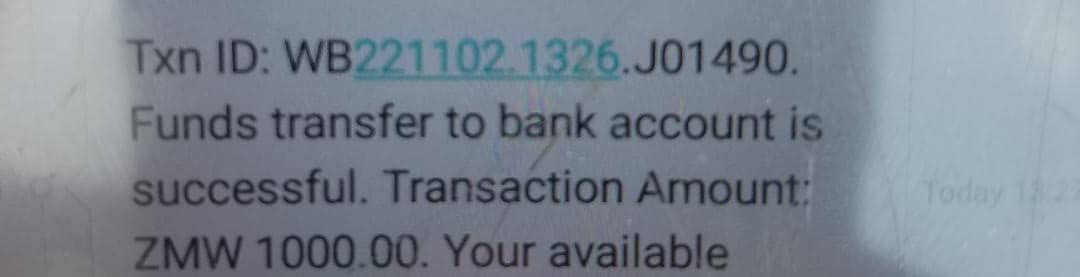 Txn ID: WB221102.1326.J01490.
Funds transfer to bank account is
successful. Transaction Amount:
ZMW 1000.00. Your available
Today